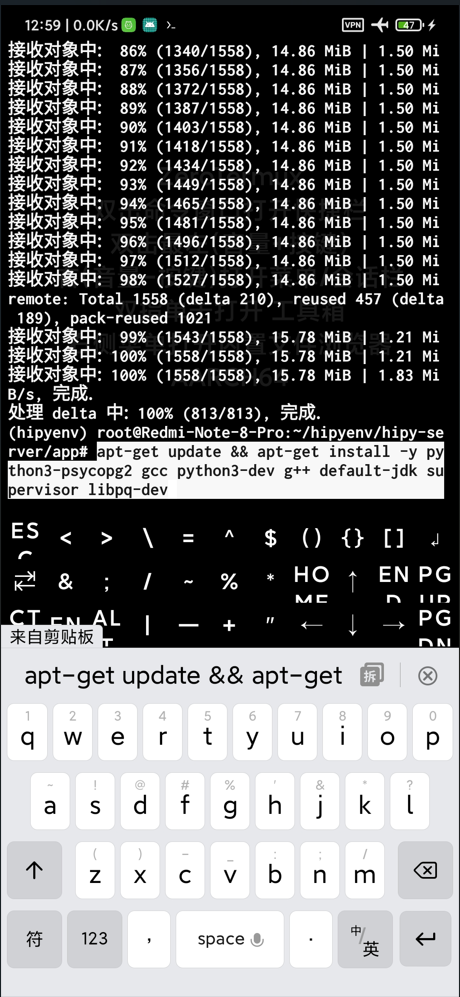 12:59 | 0.0K/s VPN 47
接收对象中:  86% (1340/1558), 14.86 MiB | 1.50 Mi
接收对象中:  87% (1356/1558), 14.86 MiB | 1.50 Mi
接收对象中:  88% (1372/1558), 14.86 MiB | 1.50 Mi
接收对象中:  89% (1387/1558), 14.86 MiB | 1.50 Mi
接收对象中:  90% (1403/1558), 14.86 MiB | 1.50 Mi
接收对象中:  91% (1418/1558), 14.86 MiB | 1.50 Mi
接收对象中:  92% (1434/1558), 14.86 MiB | 1.50 Mi
接收对象中:  93% (1449/1558), 14.86 MiB | 1.50 Mi
接收对象中:  94% (1465/1558), 14.86 MiB | 1.50 Mi
接收对象中:  95% (1481/1558), 14.86 MiB | 1.50 Mi
接收对象中:  96% (1496/1558), 14.86 MiB | 1.50 Mi
接收对象中:  97% (1512/1558), 14.86 MiB | 1.50 Mi
接收对象中:  98% (1527/1558), 14.86 MiB | 1.50 Mi
remote: Total 1558 (delta 210), reused 457 (delta
 189), pack-reused 1021
接收对象中:  99% (1543/1558), 15.78 MiB | 1.21 Mi
接收对象中: 100% (1558/1558), 15.78 MiB | 1.21 Mi
接收对象中: 100% (1558/1558), 15.78 MiB | 1.83 Mi
B/s, 完成.
处理 delta 中: 100% (813/813), 完成.
(hipyenv) root@Redmi-Note-8-Pro:~/hipyenv/hipy-se
rver/app# apt-get update && apt-get install -y py
thon3-psycopg2 gcc python3-dev g++ default-jdk su
pervisor libpq-dev
ESC < > \ = ^ $ () {} [] ↲
& ; / ~ % * HOME ↑ END PGUP
CT EN ALT | — + " ← ↓ → PGDN
来自剪贴板
apt-get update && apt-get 拆
1 2 3 4 5 6 7 8 9 0
q w e r t y u i o p
~ ! @ # % ' & * ?
a s d f g h j k l
( ) - _ : ; /
z x c v b n m
符 123 , space . 中/英